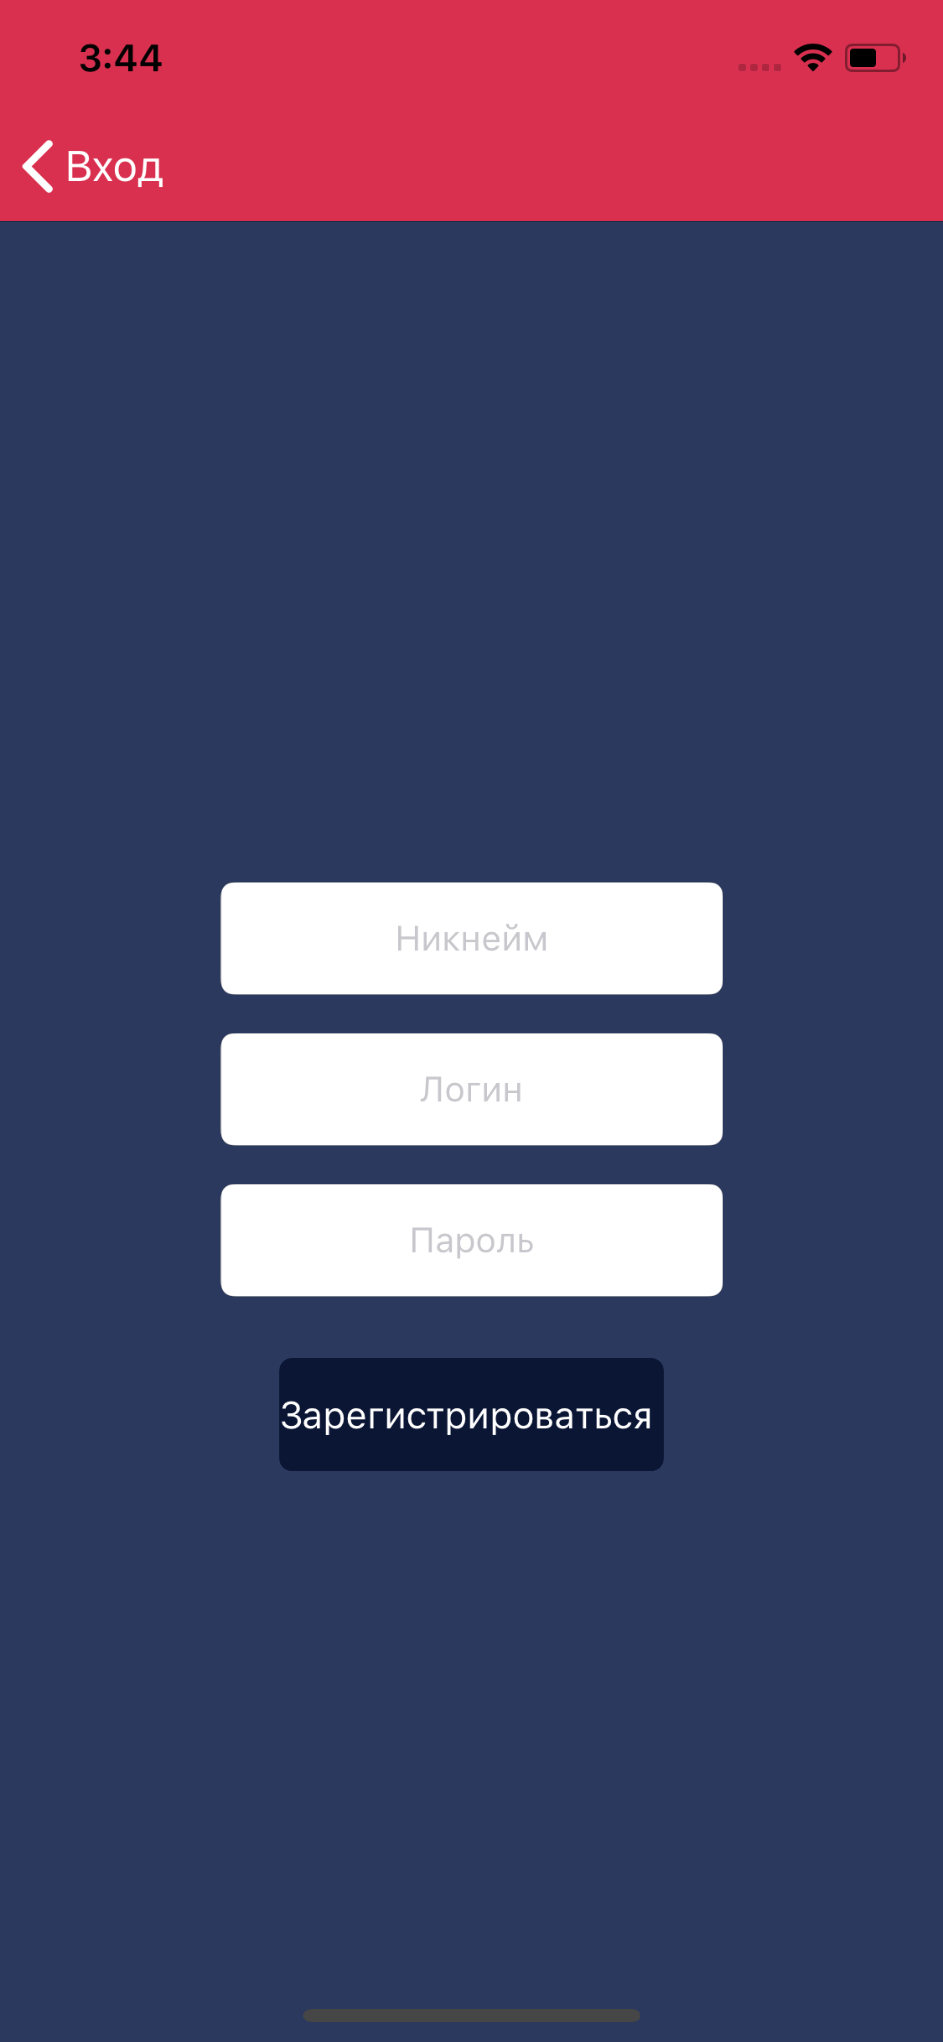 3:44
Вход
Никнейм
Логин
Пароль
Зарегистрироваться